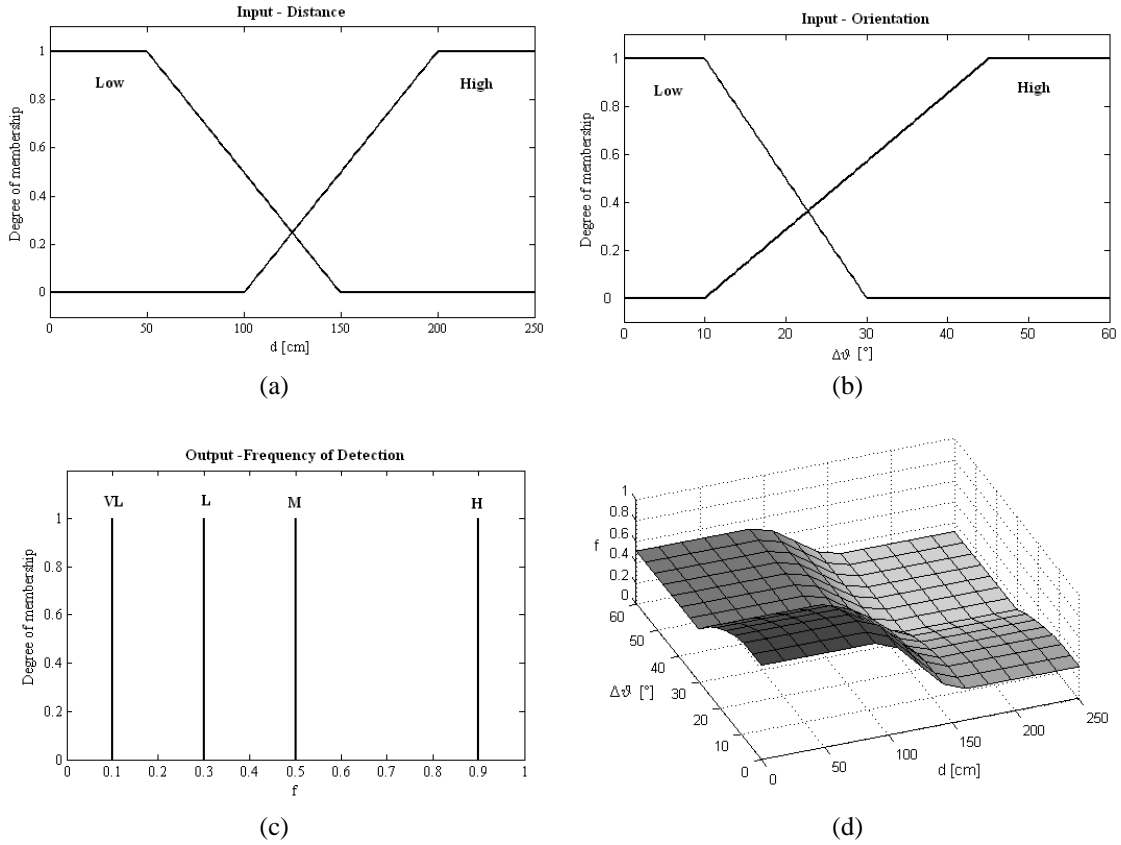 Input - Distance
Degree of membership
1
0.8
0.6
0.4
0.2
0
Low
High
0 50 100 150 200 250
d [cm]
(a)
Input - Orientation
Degree of membership
1
0.8
0.6
0.4
0.2
0
Low
High
0 10 20 30 40 50 60
Δϑ [°]
(b)
Output -Frequency of Detection
Degree of membership
1
0.8
0.6
0.4
0.2
0
VL L M H
0 0.1 0.2 0.3 0.4 0.5 0.6 0.7 0.8 0.9 1
f
(c)
f
1
0.8
0.6
0.4
0.2
0
60
50
40
30
20
10
0
Δϑ [°]
0
50
100
150
200
250
d [cm]
(d)